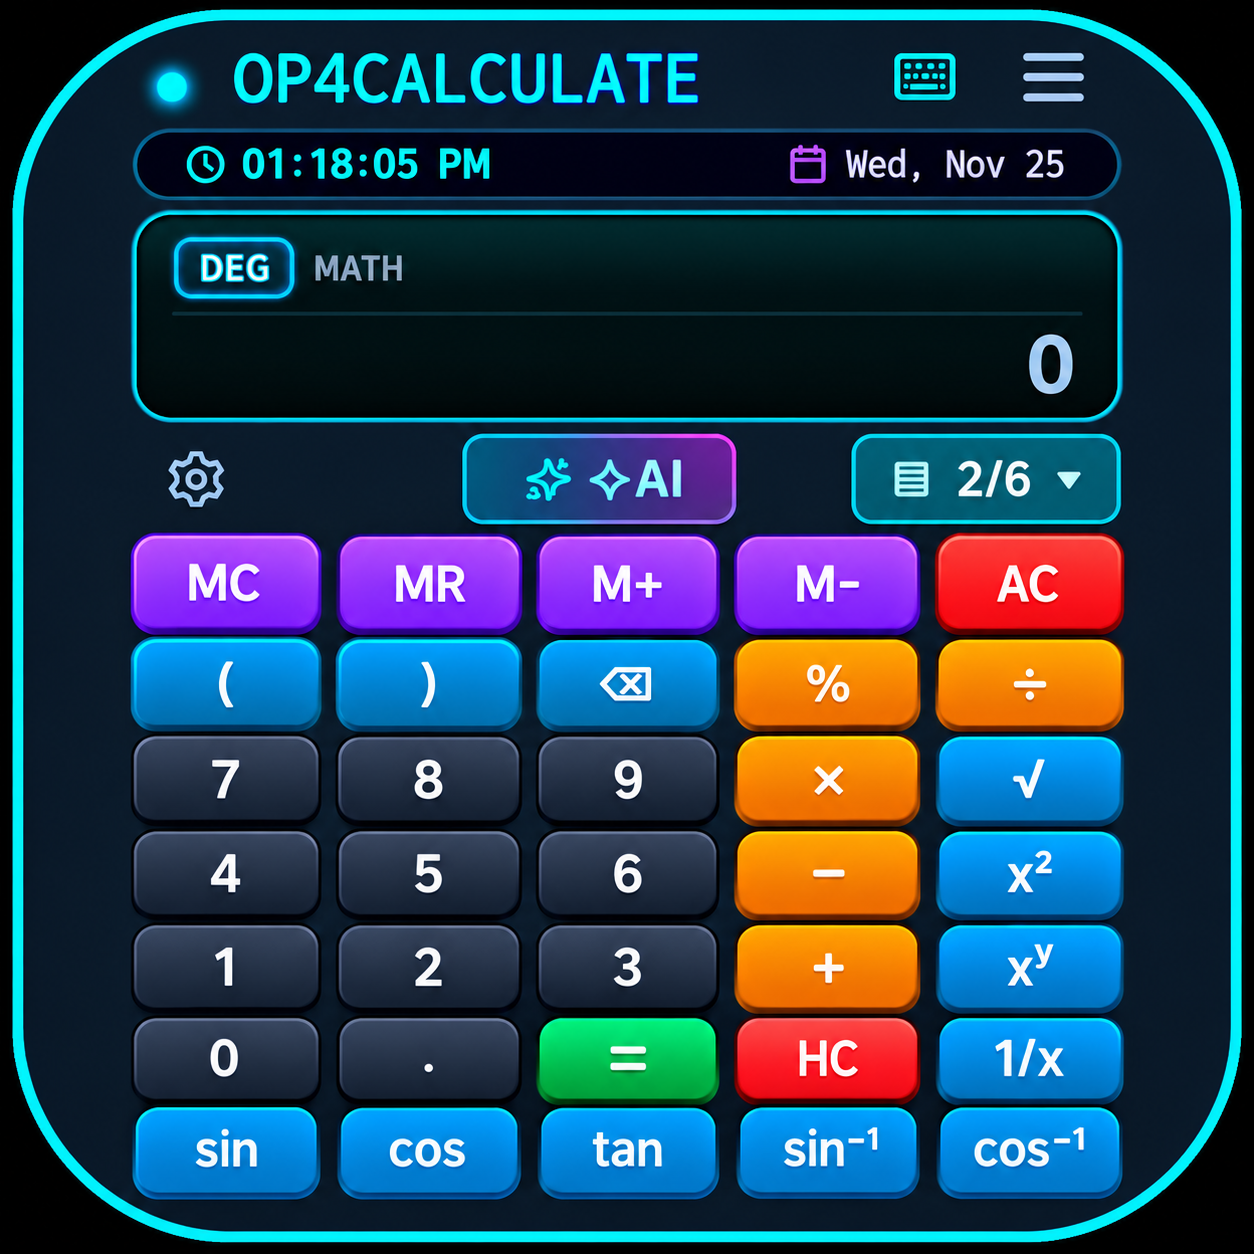 OP4CALCULATE
01:18:05 PM Wed, Nov 25
DEG MATH
0
AI 2/6
MC MR M+ M− AC
( ) % ÷
7 8 9 × √
4 5 6 − x²
1 2 3 + xʸ
0 . = HC 1/x
sin cos tan sin⁻¹ cos⁻¹